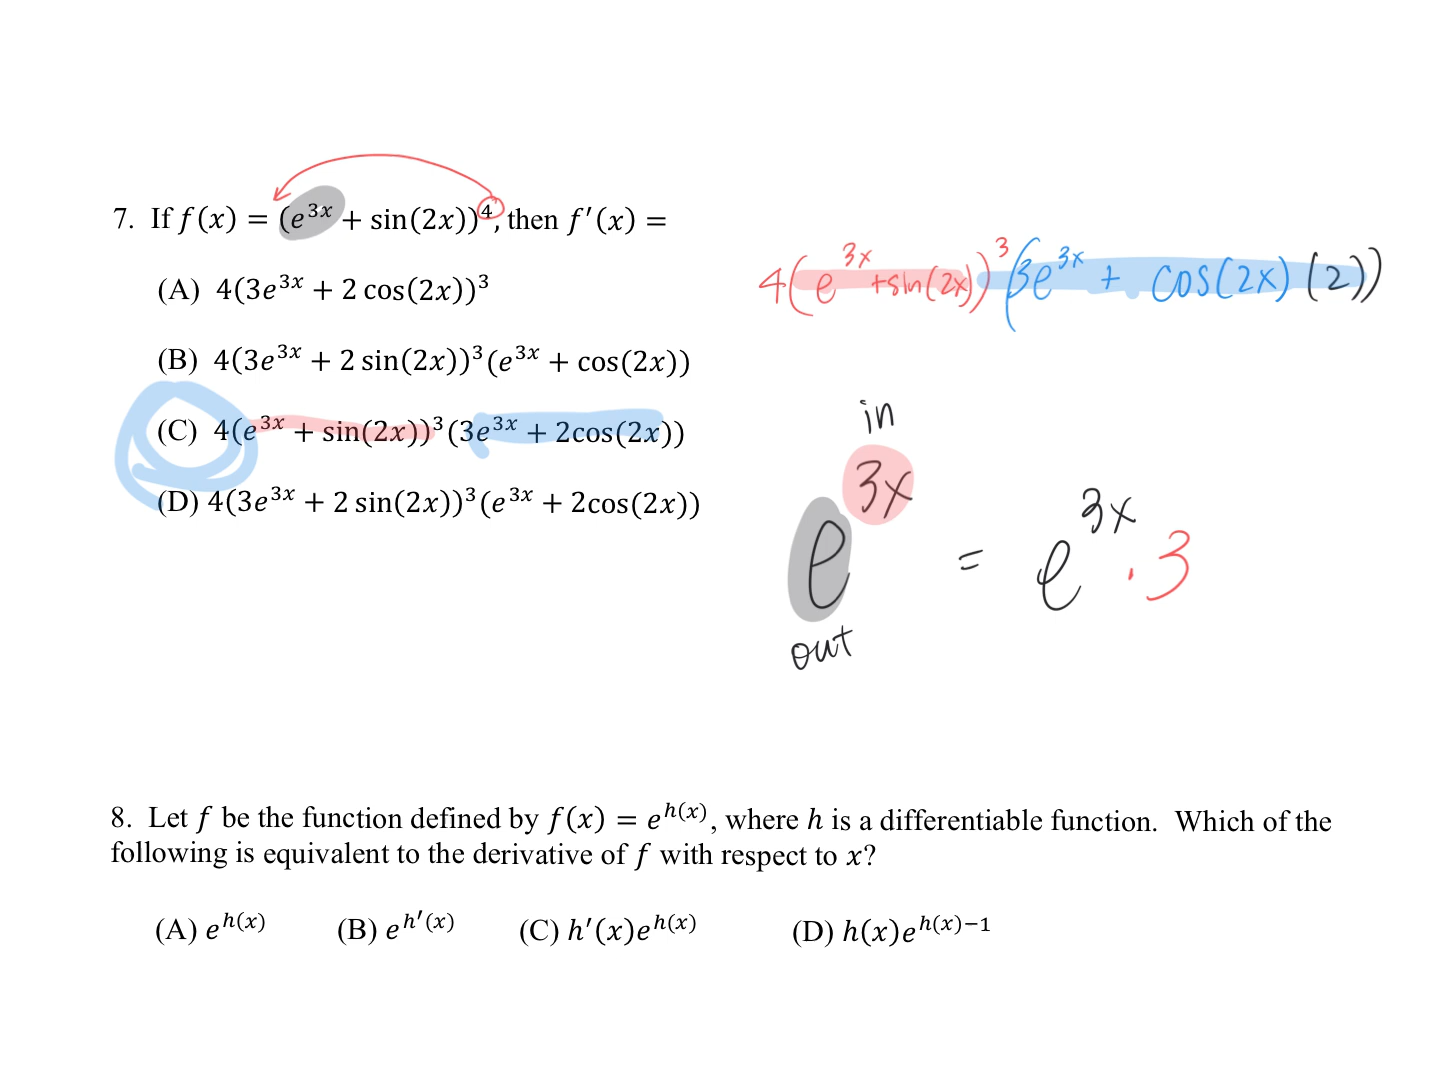 7. If f(x) = (e^{3x} + sin(2x))^4, then f′(x) =
4(e^{3x} + sin(2x))^3 (3e^{3x} + cos(2x) (2))
(A) 4(3e^{3x} + 2 cos(2x))^3
(B) 4(3e^{3x} + 2 sin(2x))^3(e^{3x} + cos(2x))
(C) 4(e^{3x} + sin(2x))^3(3e^{3x} + 2cos(2x))
(D) 4(3e^{3x} + 2 sin(2x))^3(e^{3x} + 2cos(2x))
in
e^{3x} = e^{3x} · 3
out
8. Let f be the function defined by f(x) = e^{h(x)}, where h is a differentiable function. Which of the
following is equivalent to the derivative of f with respect to x?
(A) e^{h(x)} (B) e^{h′(x)} (C) h′(x)e^{h(x)} (D) h(x)e^{h(x)−1}